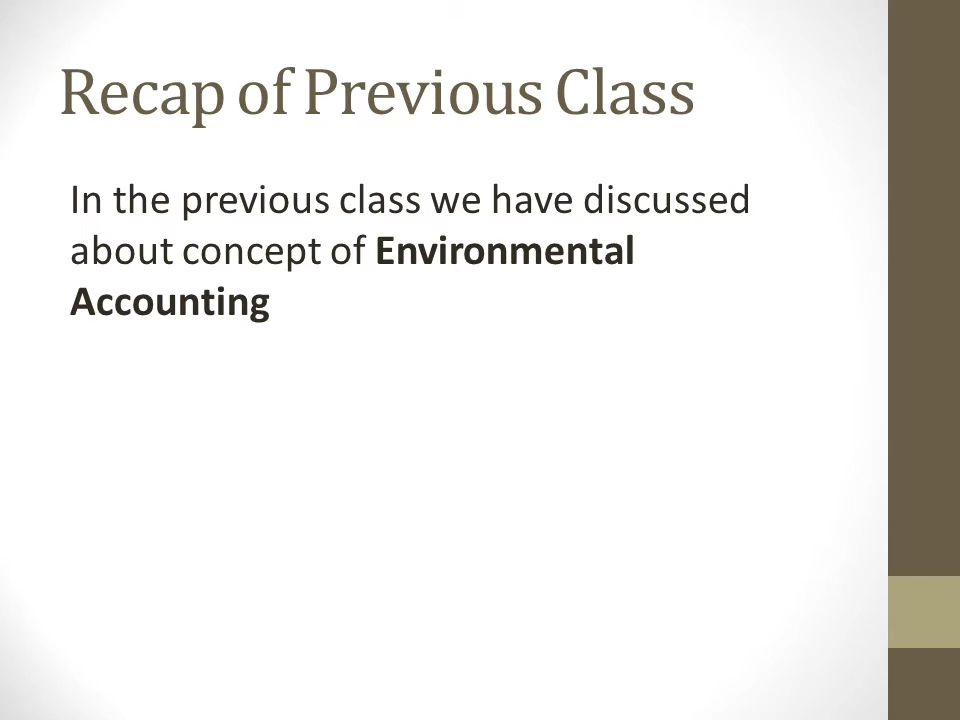 Recap of Previous Class
In the previous class we have discussed
about concept of Environmental
Accounting